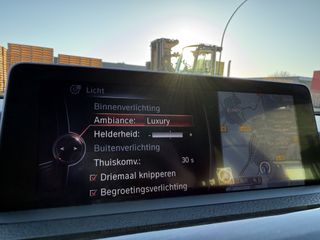 Licht
Binnenverlichting
Ambiance: Luxury
Helderheid:
Buitenverlichting
Thuiskomv.: 30 s
Driemaal knipperen
Begroetingsverlichting